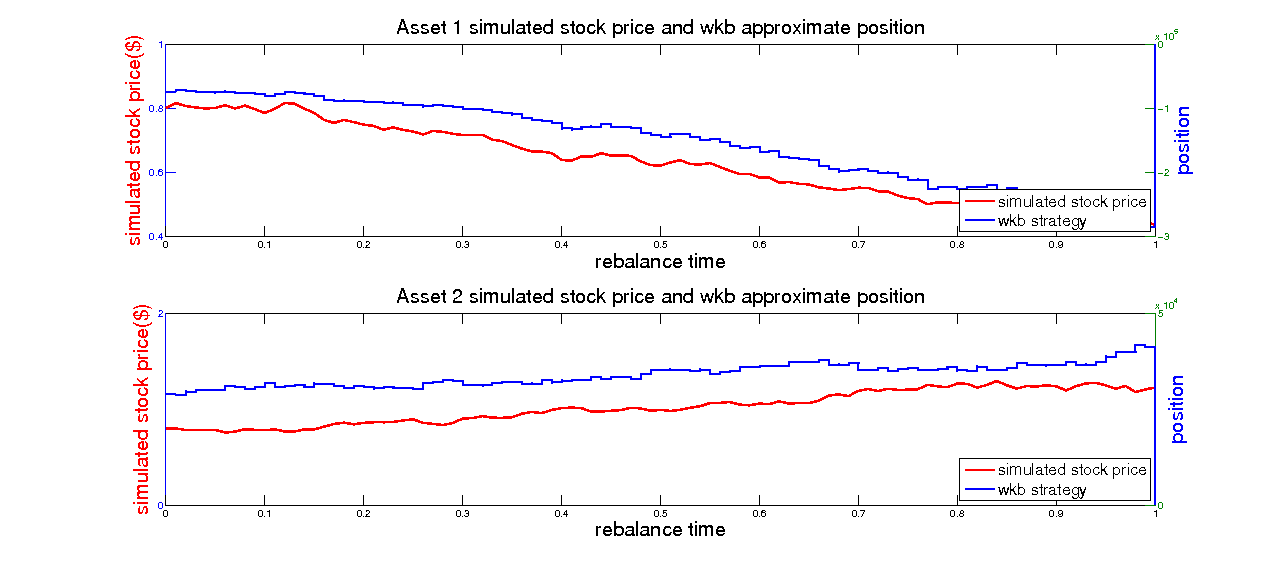 Asset 1 simulated stock price and wkb approximate position
simulated stock price($)
1
0.8
0.6
0.4
x 10^5
0
-1
-2
-3
position
simulated stock price
wkb strategy
0 0.1 0.2 0.3 0.4 0.5 0.6 0.7 0.8 0.9 1
rebalance time
Asset 2 simulated stock price and wkb approximate position
simulated stock price($)
2
0
x 10^4
5
0
position
simulated stock price
wkb strategy
0 0.1 0.2 0.3 0.4 0.5 0.6 0.7 0.8 0.9 1
rebalance time